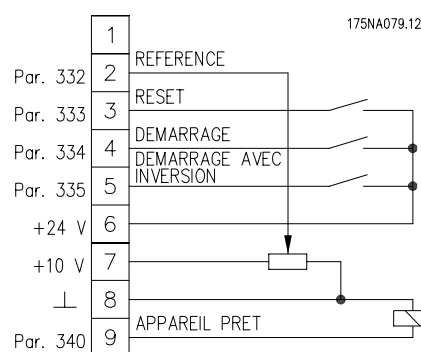 175NA079.12
1
Par. 332 2 REFERENCE
Par. 333 3 RESET
Par. 334 4 DEMARRAGE
DEMARRAGE AVEC
Par. 335 5 INVERSION
+24 V 6
+10 V 7
8
Par. 340 9 APPAREIL PRET